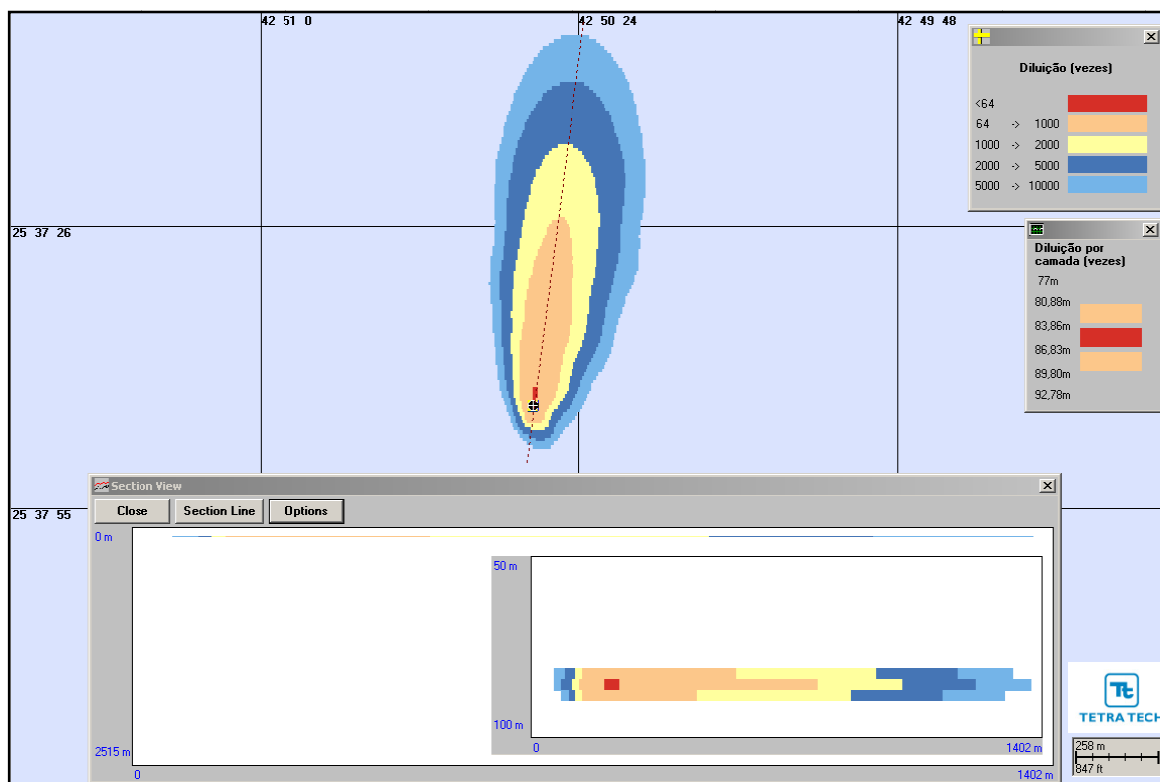 42 51 0
42 50 24
42 49 48
Diluição (vezes)
<64
64 -> 1000
1000 -> 2000
2000 -> 5000
5000 -> 10000
25 37 26
Diluição por
camada (vezes)
77m
80,88m
83,86m
86,83m
89,80m
92,78m
Section View
Close
Section Line
Options
25 37 55
0 m
50 m
100 m
0
1402 m
2515 m
0
1402 m
Tt
TETRA TECH
258 m
847 ft